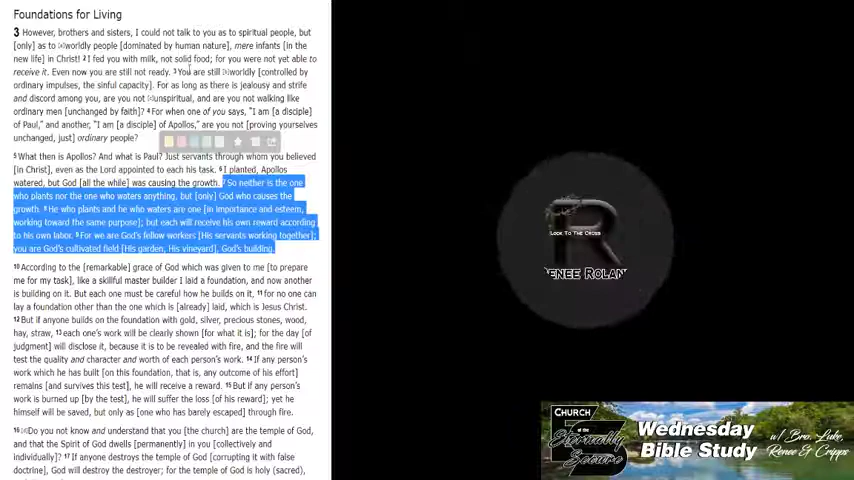 Foundations for Living
3 However, brothers and sisters, I could not talk to you as to spiritual people, but
[only] as to [a]worldly people [dominated by human nature], mere infants [in the
new life] in Christ! 2 I fed you with milk, not solid food; for you were not yet able to
receive it. Even now you are still not ready. 3 You are still [b]worldly [controlled by
ordinary impulses, the sinful capacity]. For as long as there is jealousy and strife
and discord among you, are you not [c]unspiritual, and are you not walking like
ordinary men [unchanged by faith]? 4 For when one of you says, “I am [a disciple]
of Paul,” and another, “I am [a disciple] of Apollos,” are you not [proving yourselves
unchanged, just] ordinary people?
5 What then is Apollos? And what is Paul? Just servants through whom you believed
[in Christ], even as the Lord appointed to each his task. 6 I planted, Apollos
watered, but God [all the while] was causing the growth. 7 So neither is the one
who plants nor the one who waters anything, but [only] God who causes the
growth. 8 He who plants and he who waters are one [in importance and esteem,
working toward the same purpose]; but each will receive his own reward according
to his own labor. 9 For we are God’s fellow workers [His servants working together];
you are God’s cultivated field [His garden, His vineyard], God’s building.
10 According to the [remarkable] grace of God which was given to me [to prepare
me for my task], like a skillful master builder I laid a foundation, and now another
is building on it. But each one must be careful how he builds on it, 11 for no one can
lay a foundation other than the one which is [already] laid, which is Jesus Christ.
12 But if anyone builds on the foundation with gold, silver, precious stones, wood,
hay, straw, 13 each one’s work will be clearly shown [for what it is]; for the day [of
judgment] will disclose it, because it is to be revealed with fire, and the fire will
test the quality and character and worth of each person’s work. 14 If any person’s
work which he has built [on this foundation, that is, any outcome of his effort]
remains [and survives this test], he will receive a reward. 15 But if any person’s
work is burned up [by the test], he will suffer the loss [of his reward]; yet he
himself will be saved, but only as [one who has barely escaped] through fire.
16 Do you not know and understand that you [the church] are the temple of God,
and that the Spirit of God dwells [permanently] in you [collectively and
individually]? 17 If anyone destroys the temple of God [corrupting it with false
doctrine], God will destroy the destroyer; for the temple of God is holy (sacred),
R
Look To The Cross
RENEE ROLAN
Church
of the
Eternally
Secure
Wednesday
Bible Study
w/ Bro. Luke,
Renee & Cripps